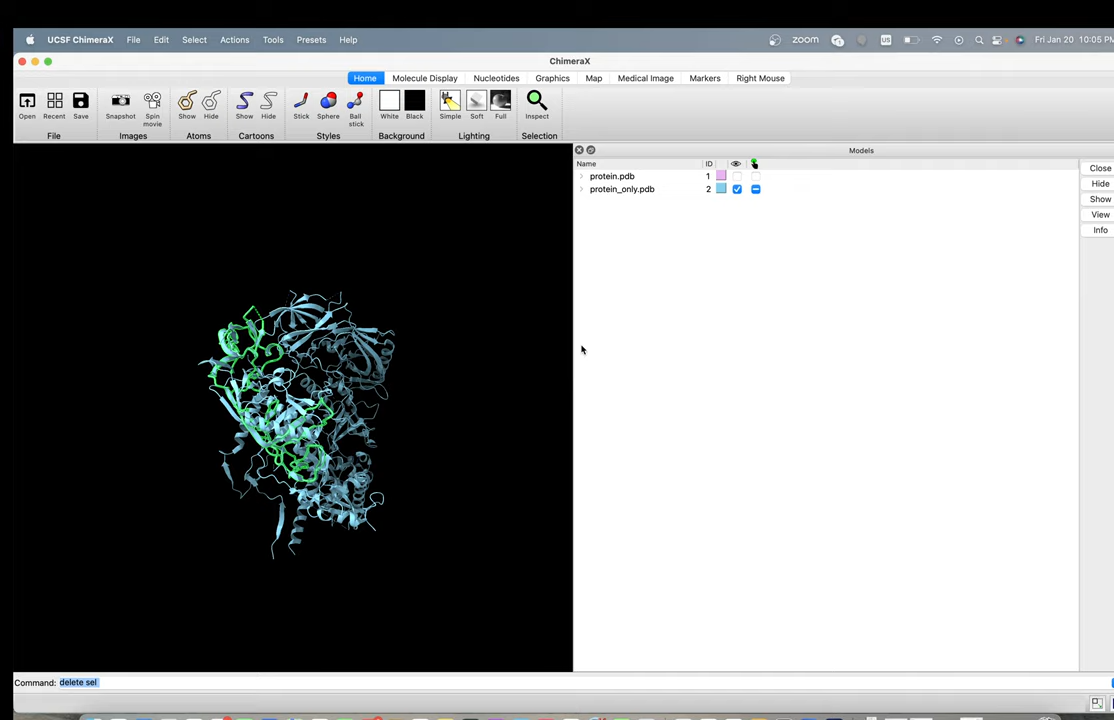 UCSF ChimeraX File Edit Select Actions Tools Presets Help zoom US Fri Jan 20 10:05 PM
ChimeraX
Home Molecule Display Nucleotides Graphics Map Medical Image Markers Right Mouse
Open Recent Save Snapshot Spin movie Show Hide Show Hide Stick Sphere Ball stick White Black Simple Soft Full Inspect
File Images Atoms Cartoons Styles Background Lighting Selection
Models
Name ID
protein.pdb 1
protein_only.pdb 2
Close
Hide
Show
View
Info
Command: delete sel